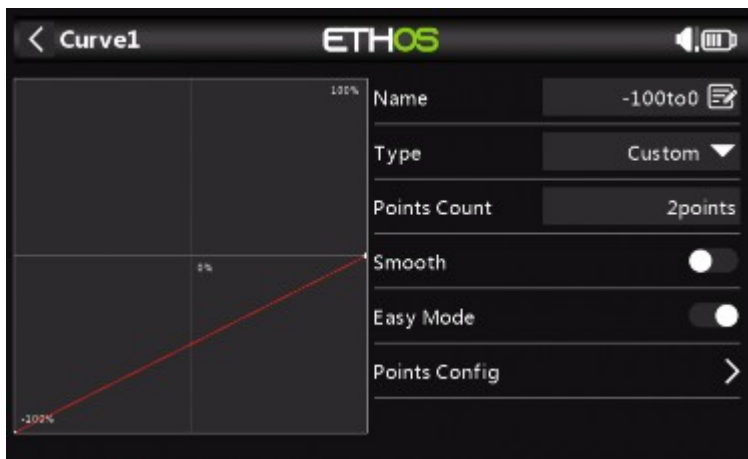 Curve1
ETHOS
100%
Name
-100to0
Type
Custom
Points Count
2points
0%
Smooth
Easy Mode
Points Config
-100%